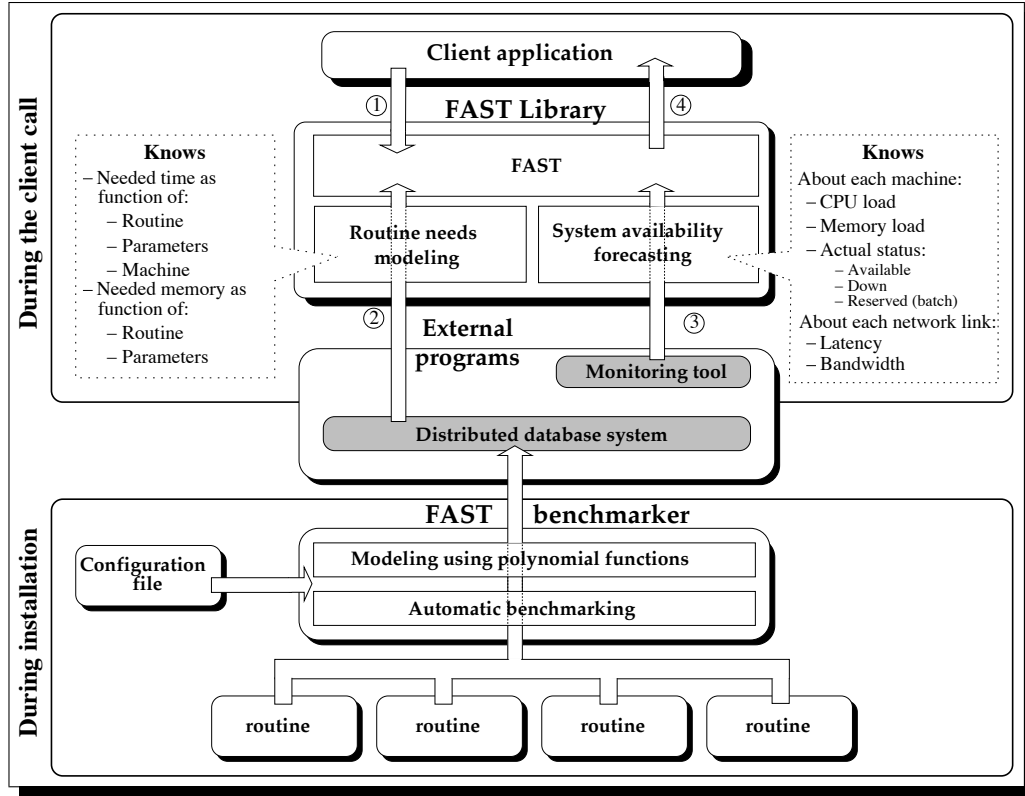 During the client call
Client application
①
④
FAST Library
FAST
Routine needs
modeling
System availability
forecasting
Knows
– Needed time as
function of:
– Routine
– Parameters
– Machine
– Needed memory as
function of:
– Routine
– Parameters
Knows
About each machine:
– CPU load
– Memory load
– Actual status:
– Available
– Down
– Reserved (batch)
About each network link:
– Latency
– Bandwidth
②
③
External
programs
Monitoring tool
Distributed database system
During installation
FAST benchmarker
Configuration
file
Modeling using polynomial functions
Automatic benchmarking
routine
routine
routine
routine